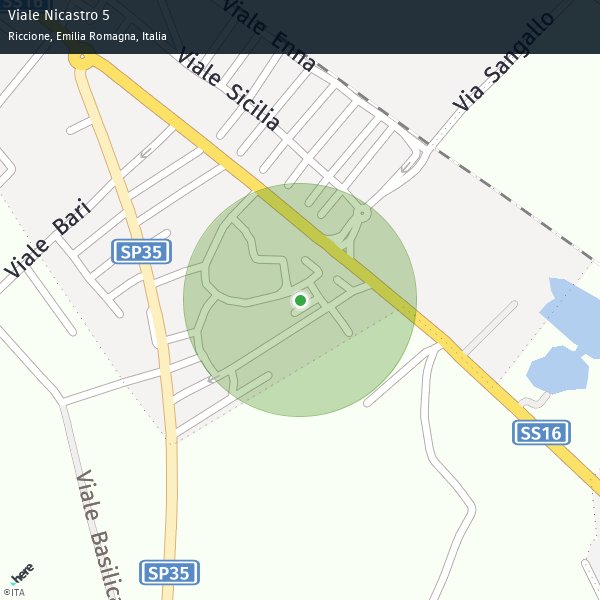 SS16
Viale Nicastro 5
Riccione, Emilia Romagna, Italia
Viale Enna
Viale Sicilia
Via Sangallo
Viale Bari
SP35
SS16
Viale Basilica
SP35
here
©ITA